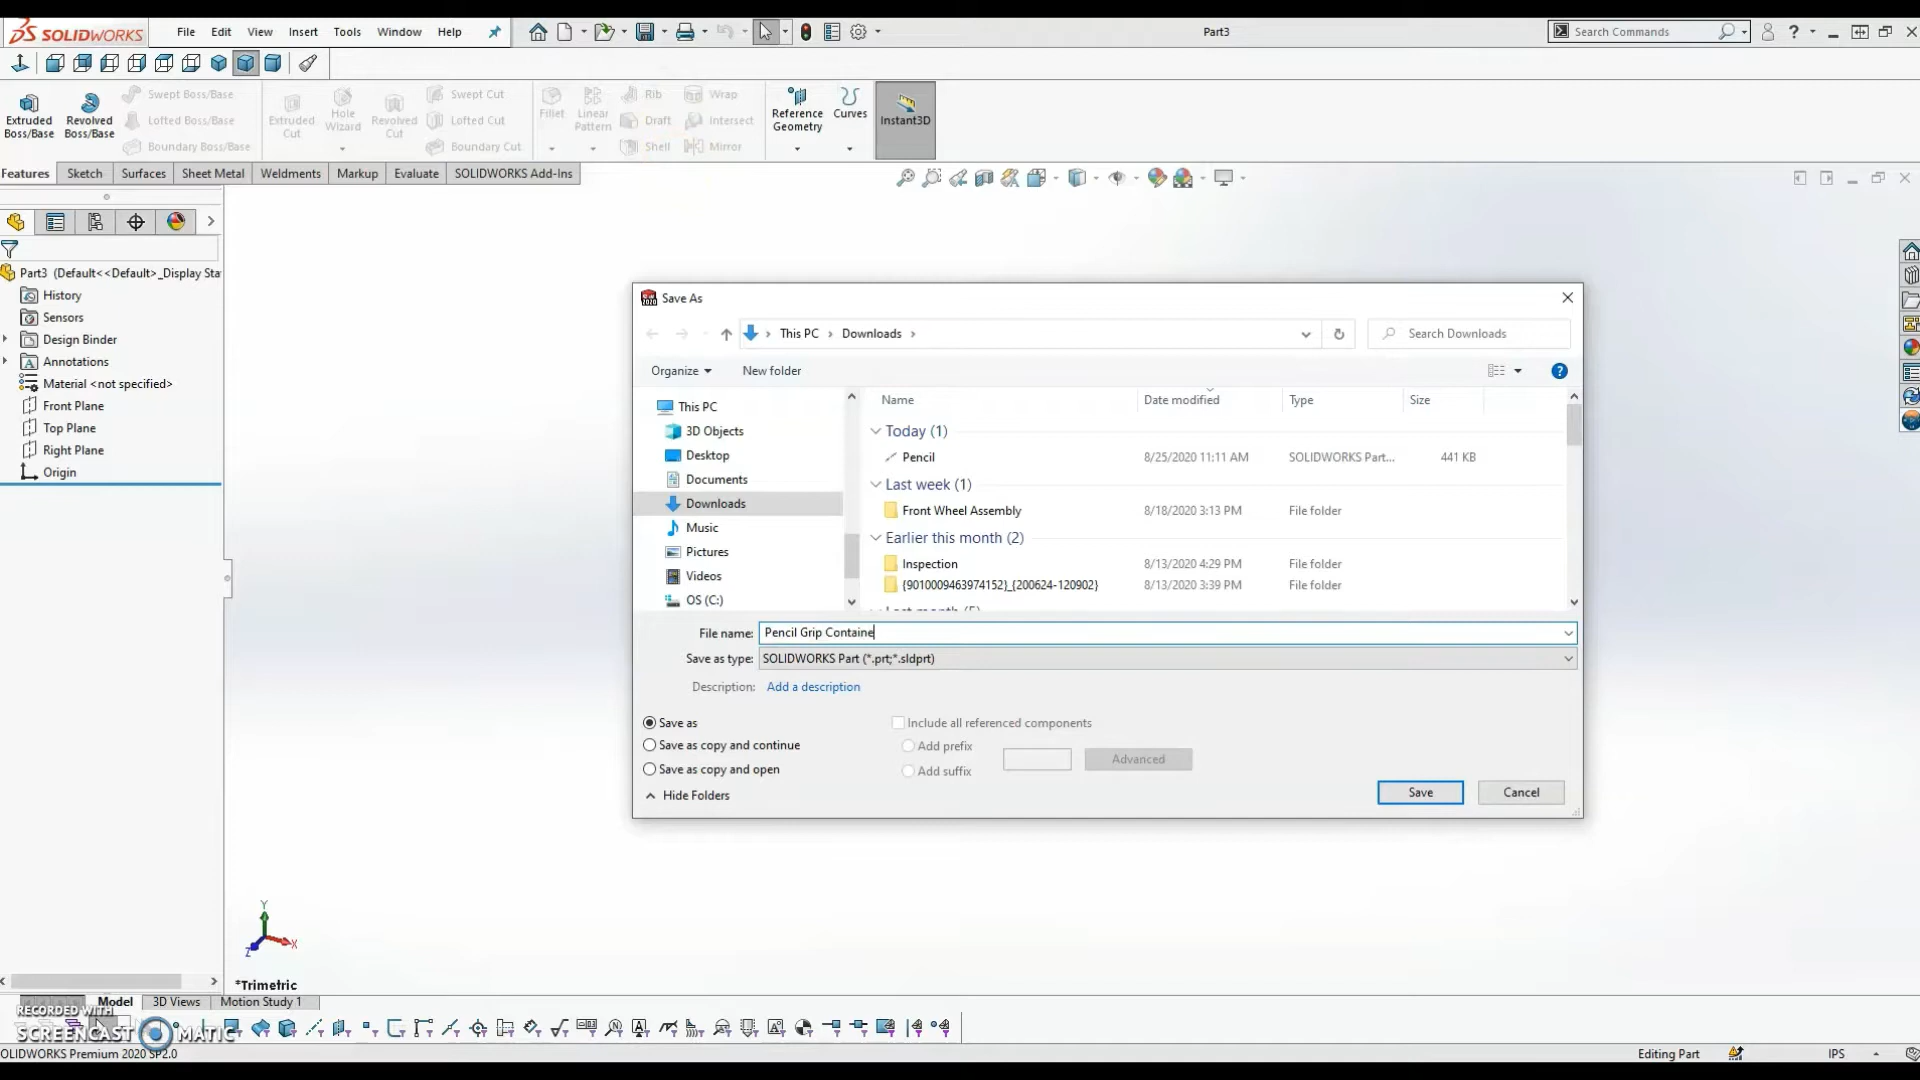 SOLIDWORKS File Edit View Insert Tools Window Help Part3 Search Commands
Extruded Boss/Base
Revolved Boss/Base
Swept Boss/Base
Lofted Boss/Base
Boundary Boss/Base
Extruded Cut
Hole Wizard
Revolved Cut
Swept Cut
Lofted Cut
Boundary Cut
Fillet
Linear Pattern
Rib
Draft
Shell
Wrap
Intersect
Mirror
Reference Geometry
Curves
Instant3D
Features Sketch Surfaces Sheet Metal Weldments Markup Evaluate SOLIDWORKS Add-Ins
Part3 (Default<<Default>_Display Sta
History
Sensors
Design Binder
Annotations
Material <not specified>
Front Plane
Top Plane
Right Plane
Origin
Save As
This PC > Downloads >
Search Downloads
Organize New folder
This PC
3D Objects
Desktop
Documents
Downloads
Music
Pictures
Videos
OS (C:)
Name Date modified Type Size
Today (1)
Pencil 8/25/2020 11:11 AM SOLIDWORKS Part... 441 KB
Last week (1)
Front Wheel Assembly 8/18/2020 3:13 PM File folder
Earlier this month (2)
Inspection 8/13/2020 4:29 PM File folder
{9010009463974152}_{200624-120902} 8/13/2020 3:39 PM File folder
Last month (5)
File name: Pencil Grip Containe
Save as type: SOLIDWORKS Part (*.prt;*.sldprt)
Description: Add a description
Save as
Save as copy and continue
Save as copy and open
Include all referenced components
Add prefix
Add suffix
Advanced
Hide Folders
Save Cancel
Y
X
Z
*Trimetric
Model 3D Views Motion Study 1
RECORDED WITH
SCREENCAST MATIC
SOLIDWORKS Premium 2020 SP2.0
Editing Part IPS